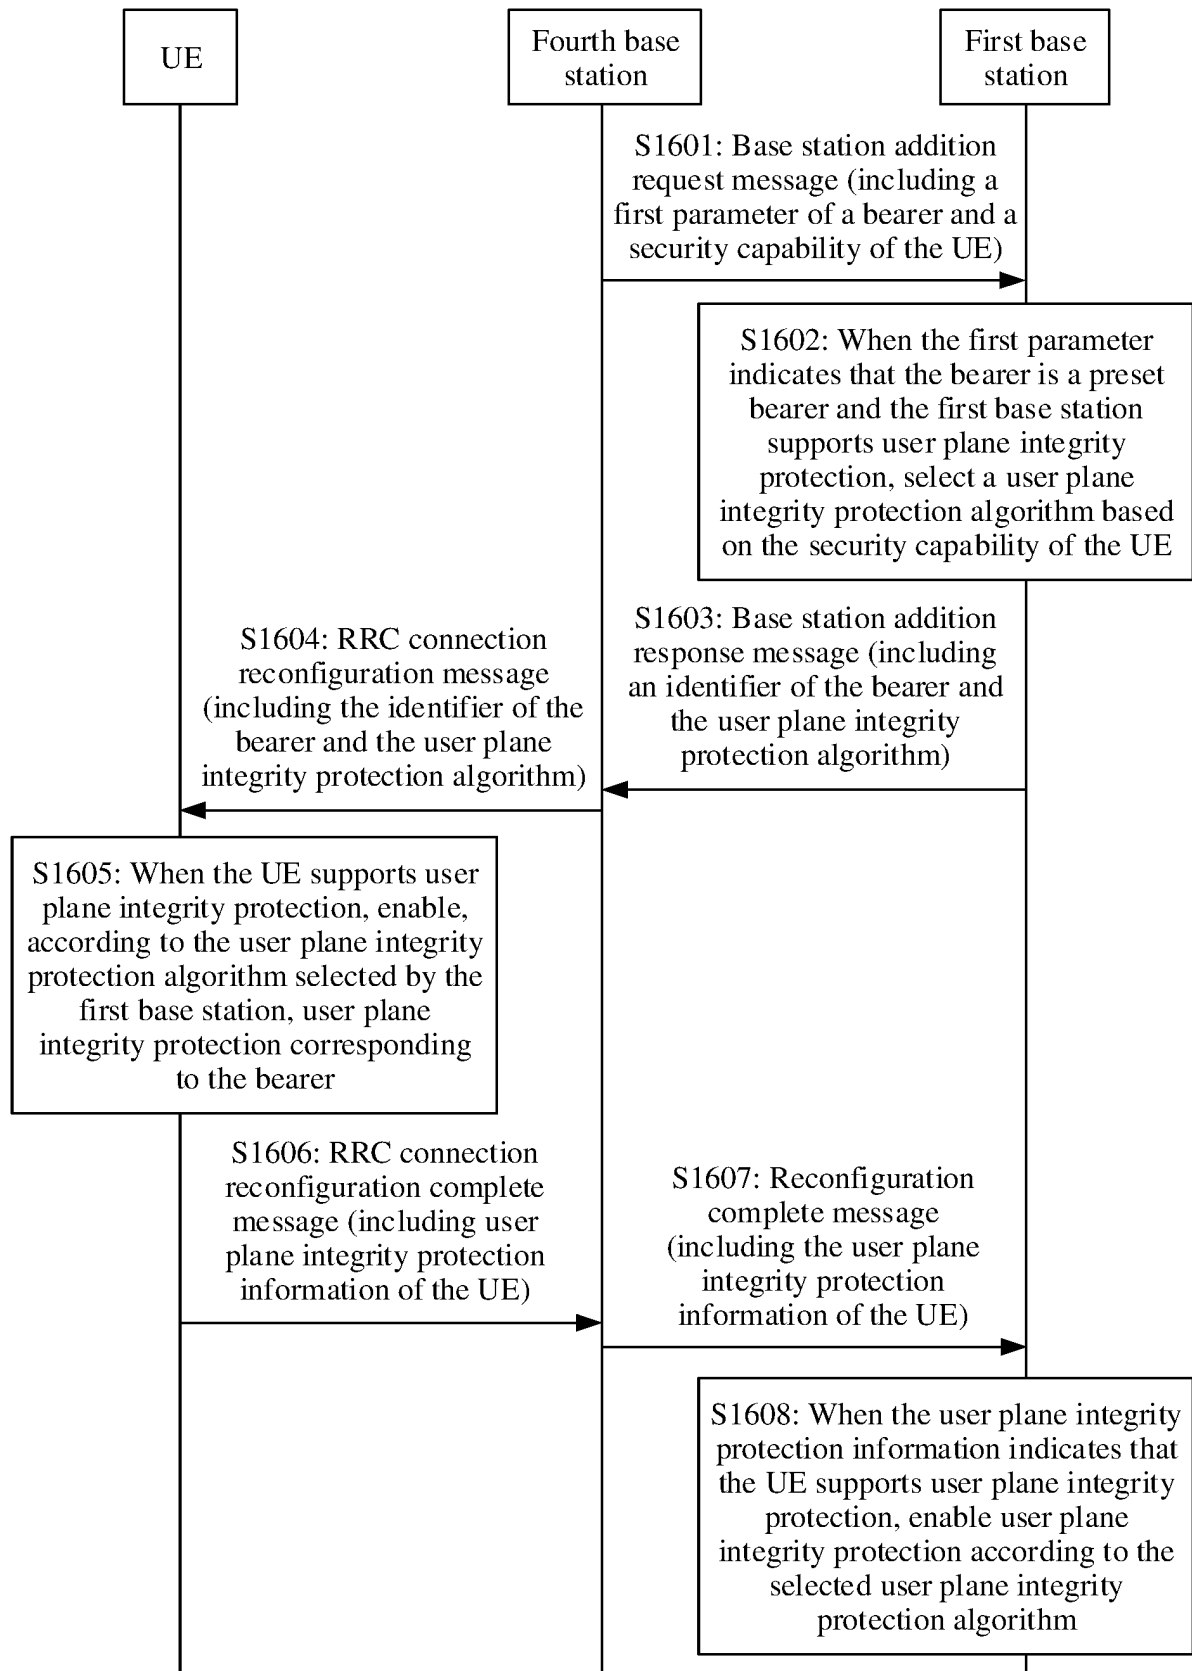 UE
Fourth base
station
First base
station
S1601: Base station addition
request message (including a
first parameter of a bearer and a
security capability of the UE)
S1602: When the first parameter
indicates that the bearer is a preset
bearer and the first base station
supports user plane integrity
protection, select a user plane
integrity protection algorithm based
on the security capability of the UE
S1603: Base station addition
response message (including
an identifier of the bearer and
the user plane integrity
protection algorithm)
S1604: RRC connection
reconfiguration message
(including the identifier of the
bearer and the user plane
integrity protection algorithm)
S1605: When the UE supports user
plane integrity protection, enable,
according to the user plane integrity
protection algorithm selected by the
first base station, user plane
integrity protection corresponding
to the bearer
S1606: RRC connection
reconfiguration complete
message (including user
plane integrity protection
information of the UE)
S1607: Reconfiguration
complete message
(including the user plane
integrity protection
information of the UE)
S1608: When the user plane integrity
protection information indicates that
the UE supports user plane integrity
protection, enable user plane
integrity protection according to the
selected user plane integrity
protection algorithm